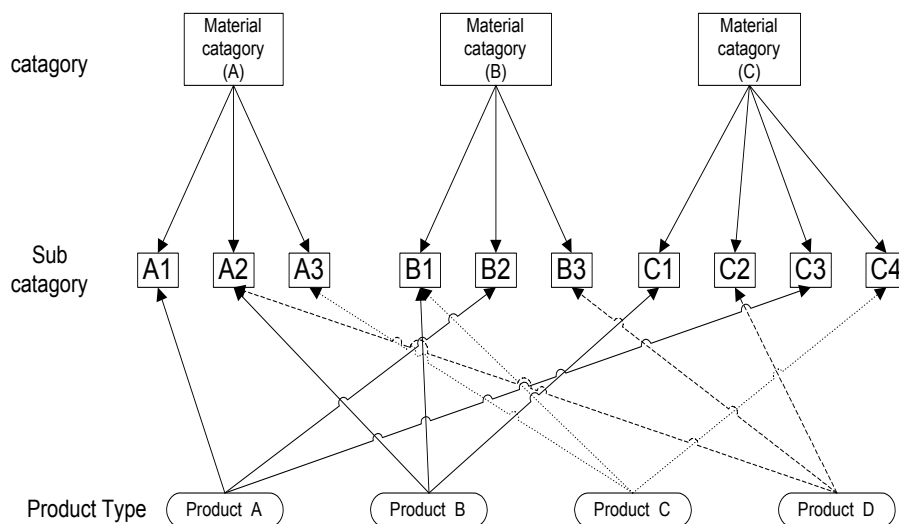 Material
catagory
(A)
Material
catagory
(B)
Material
catagory
(C)
catagory
Sub
catagory
A1 A2 A3 B1 B2 B3 C1 C2 C3 C4
Product Type Product A Product B Product C Product D